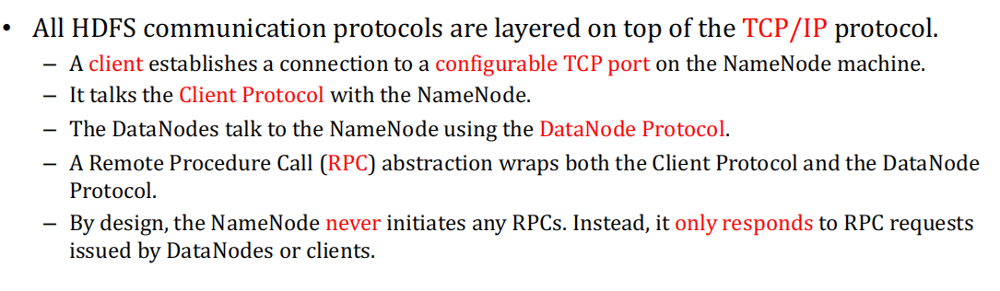 • All HDFS communication protocols are layered on top of the TCP/IP protocol.
– A client establishes a connection to a configurable TCP port on the NameNode machine.
– It talks the Client Protocol with the NameNode.
– The DataNodes talk to the NameNode using the DataNode Protocol.
– A Remote Procedure Call (RPC) abstraction wraps both the Client Protocol and the DataNode
Protocol.
– By design, the NameNode never initiates any RPCs. Instead, it only responds to RPC requests
issued by DataNodes or clients.